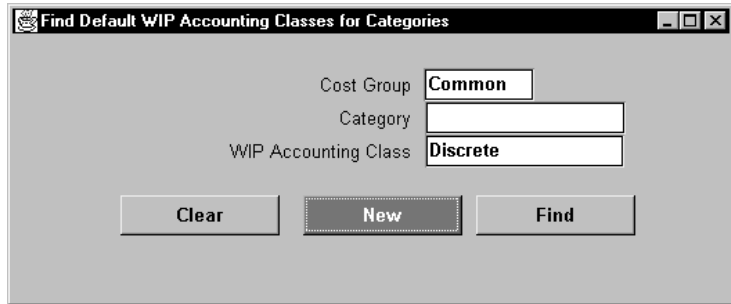 Find Default WIP Accounting Classes for Categories
Cost Group Common
Category
WIP Accounting Class Discrete
Clear New Find